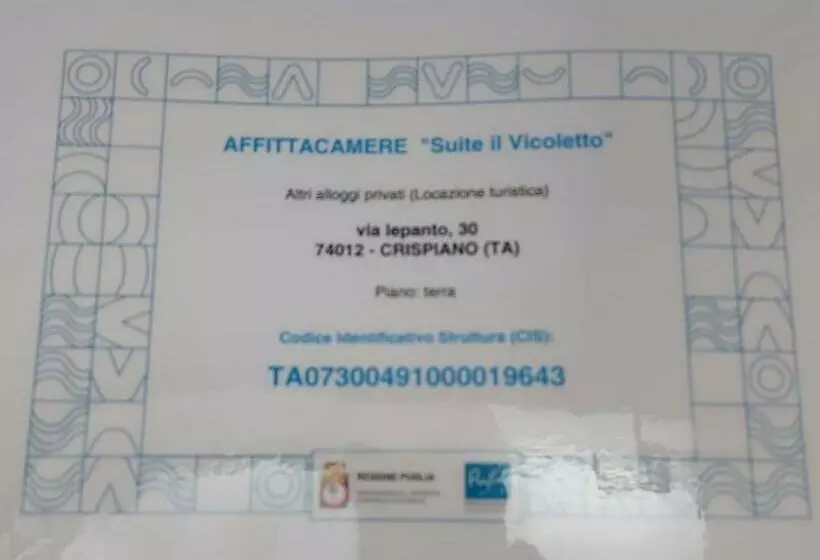 AFFITTACAMERE "Suite il Vicoletto"
Altri alloggi privati (Locazione turistica)
via lepanto, 30
74012 - CRISPIANO (TA)
Piano: terra
Codice Identificativo Struttura (CIS):
TA07300491000019643
REGIONE PUGLIA